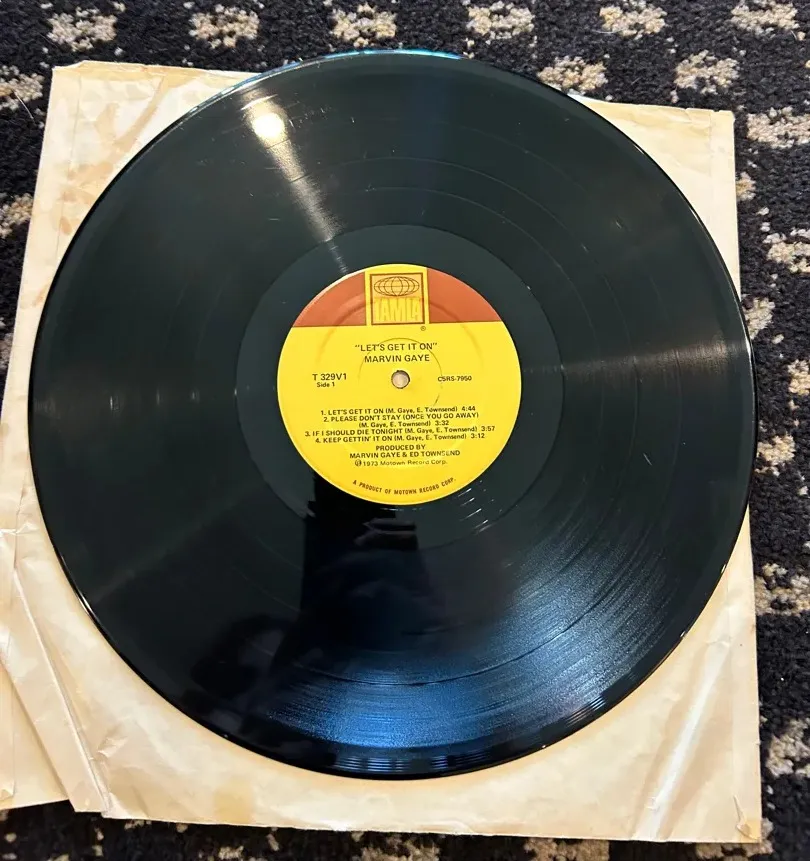 TAMLA
®
"LET'S GET IT ON"
MARVIN GAYE
T 329V1 CSRS-7950
Side 1
1. LET'S GET IT ON (M. Gaye, E. Townsend) 4:44
2. PLEASE DON'T STAY (ONCE YOU GO AWAY)
(M. Gaye, E. Townsend) 3:32
3. IF I SHOULD DIE TONIGHT (M. Gaye, E. Townsend) 3:57
4. KEEP GETTIN' IT ON (M. Gaye, E. Townsend) 3:12
PRODUCED BY
MARVIN GAYE & ED TOWNSEND
℗1973 Motown Record Corp.
A PRODUCT OF MOTOWN RECORD CORP.